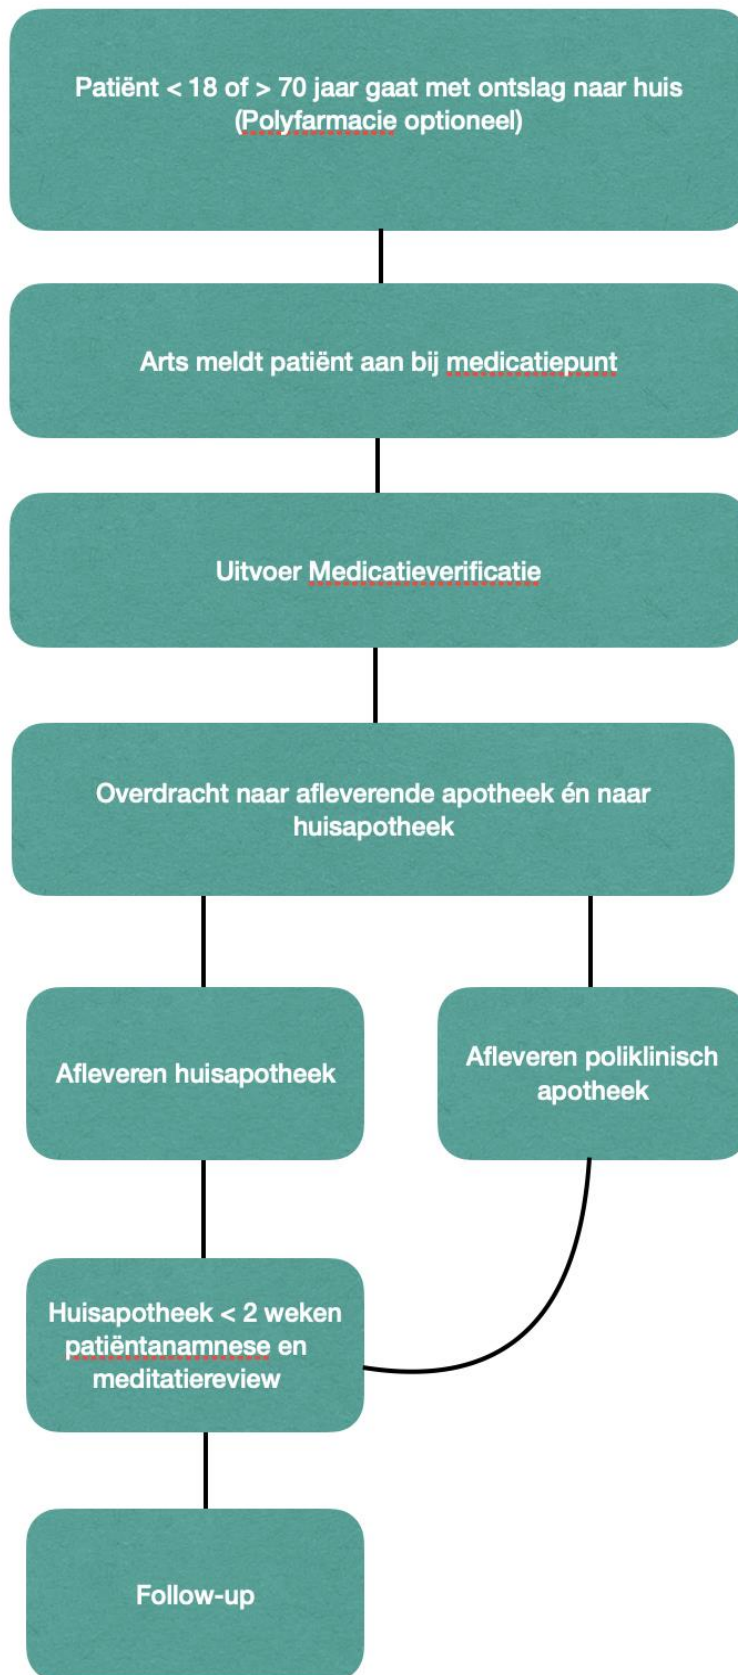 Patiënt < 18 of > 70 jaar gaat met ontslag naar huis
(Polyfarmacie optioneel)
Arts meldt patiënt aan bij medicatiepunt
Uitvoer Medicatieverificatie
Overdracht naar afleverende apotheek én naar
huisapotheek
Afleveren huisapotheek
Afleveren poliklinisch
apotheek
Huisapotheek < 2 weken
patiëntanamnese en
meditatiereview
Follow-up